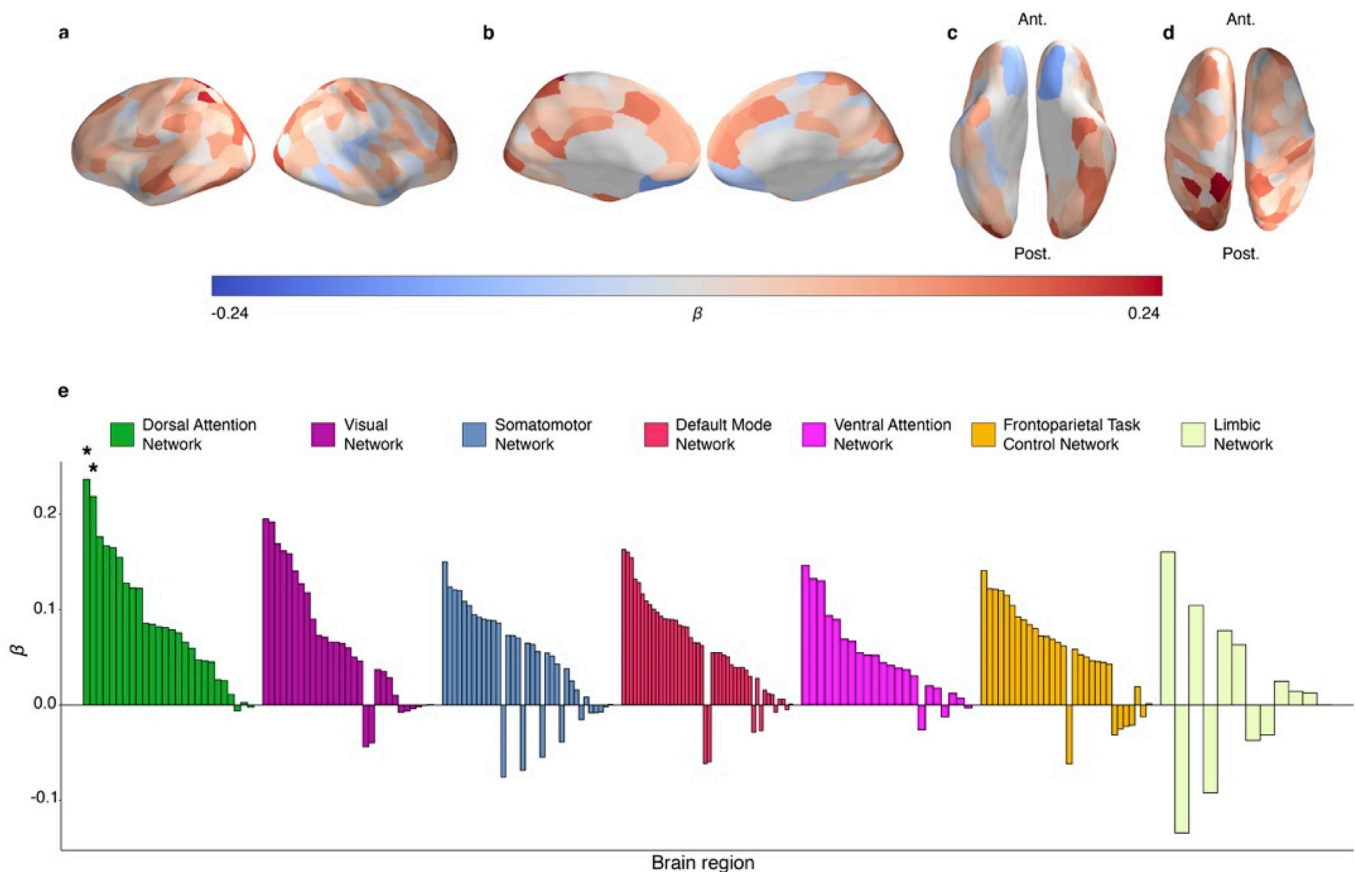 a
b
c
d
Ant.
Ant.
Post.
Post.
-0.24
β
0.24
e
Dorsal Attention
Network
Visual
Network
Somatomotor
Network
Default Mode
Network
Ventral Attention
Network
Frontoparietal Task
Control Network
Limbic
Network
*
*
0.2
0.1
0.0
-0.1
β
Brain region